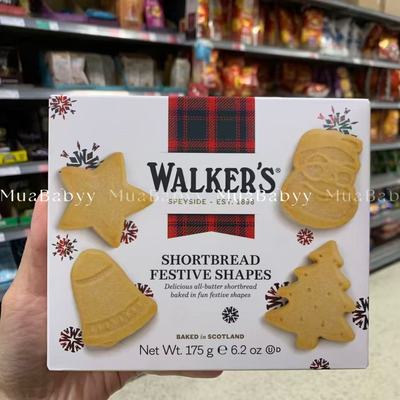 WALKER'S®
SPEYSIDE - EST. 1898
MuaBabyy MuaBabyy MuaBabyy MuaBabyy
SHORTBREAD
FESTIVE SHAPES
Delicious all-butter shortbread
baked in fun festive shapes
BAKED in SCOTLAND
Net Wt. 175 g e 6.2 oz Ⓤ D